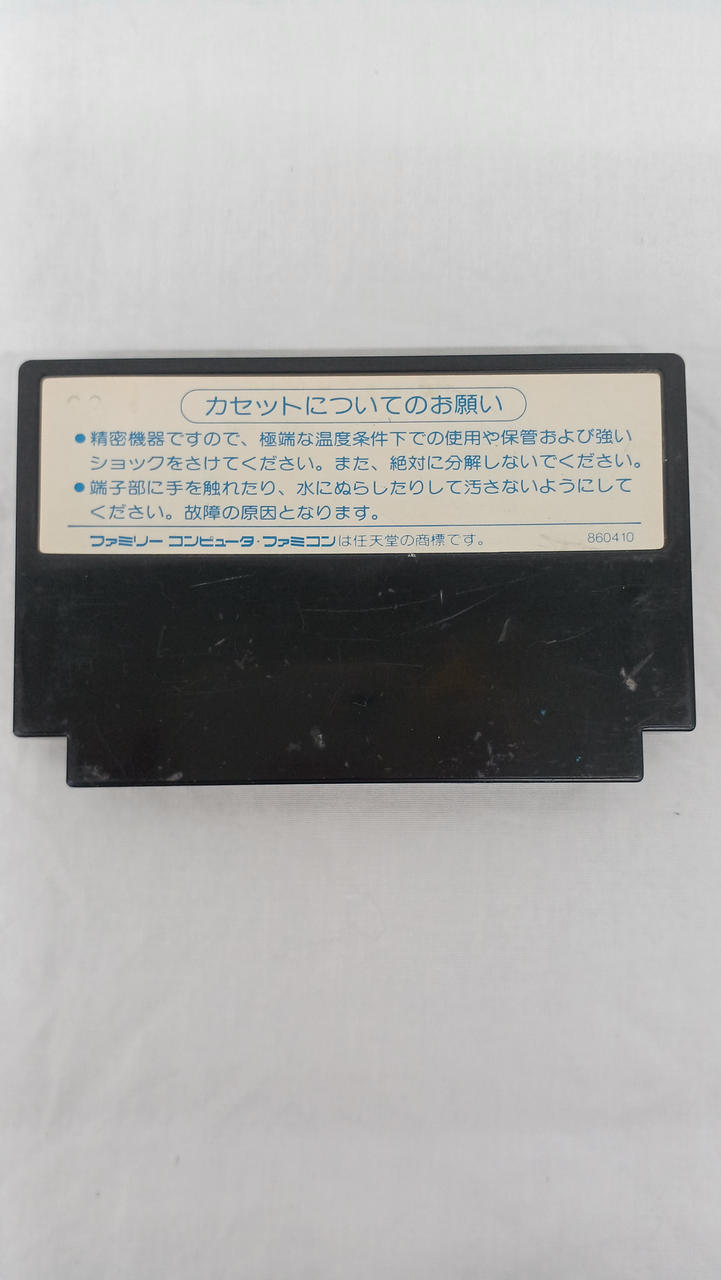 カセットについてのお願い
●精密機器ですので、極端な温度条件下での使用や保管および強い
ショックをさけてください。また、絶対に分解しないでください。
●端子部に手を触れたり、水にぬらしたりして汚さないようにして
ください。故障の原因となります。
ファミリー コンピュータ・ファミコンは任天堂の商標です。 860410